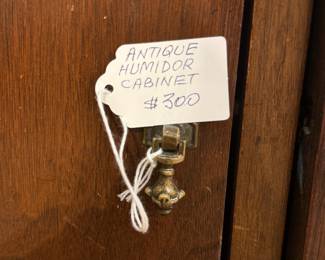 ANTIQUE
HUMIDOR
CABINET
$300